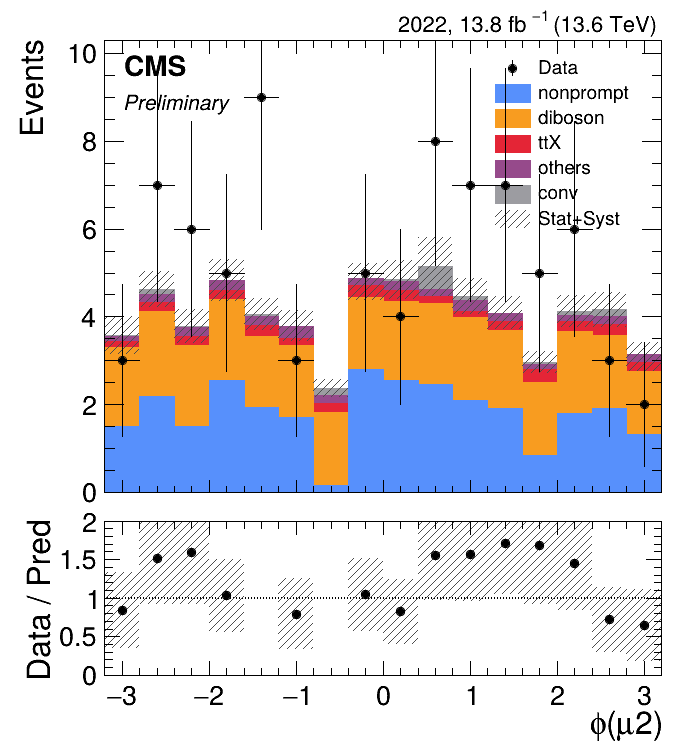 2022, 13.8 fb⁻¹ (13.6 TeV)
Events
CMS
Preliminary
Data
nonprompt
diboson
ttX
others
conv
Stat+Syst
10
8
6
4
2
0
Data / Pred
2
1.5
1
0.5
0
−3 −2 −1 0 1 2 3
ϕ(μ2)